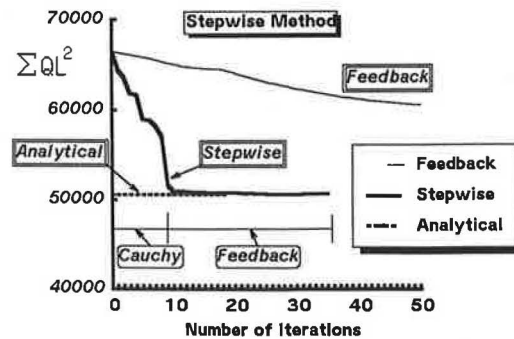 Stepwise Method
70000
ΣQL²
60000
50000
40000
Feedback
Analytical
Stepwise
Feedback
Stepwise
Analytical
Cauchy
Feedback
0
10
20
30
40
50
Number of Iterations